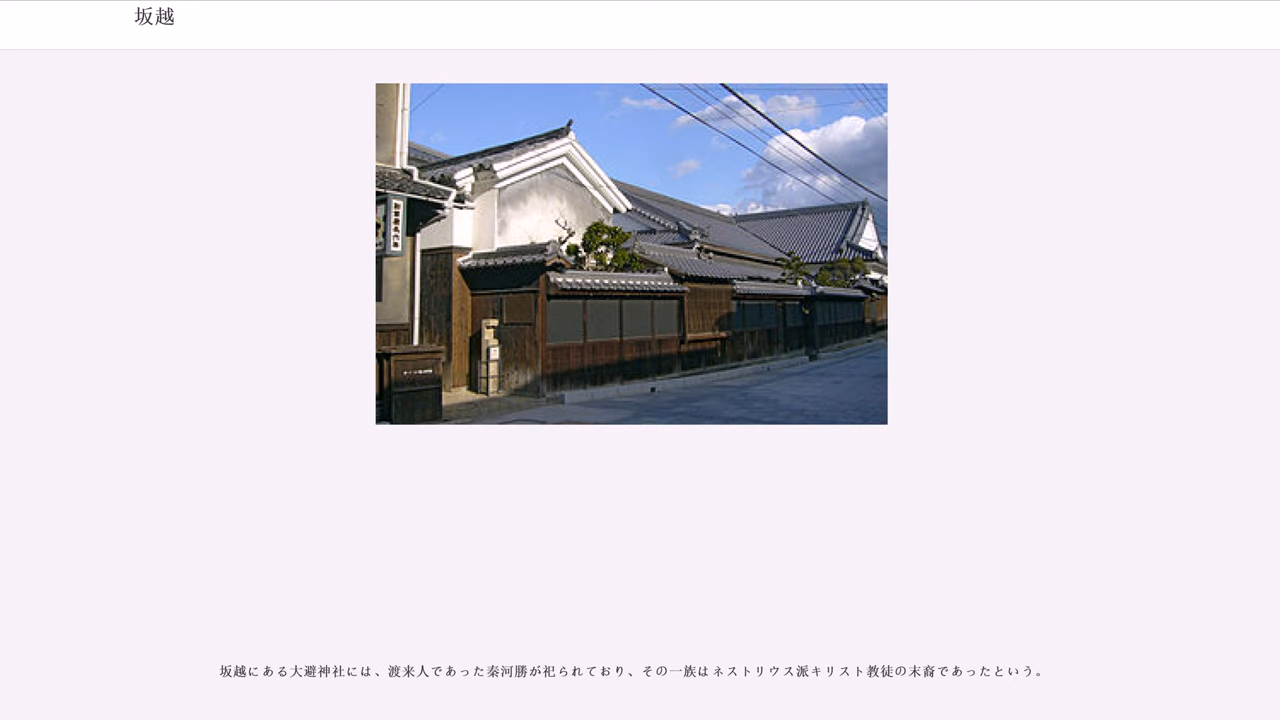 坂越
坂越にある大避神社には、渡来人であった秦河勝が祀られており、その一族はネストリウス派キリスト教徒の末裔であったという。